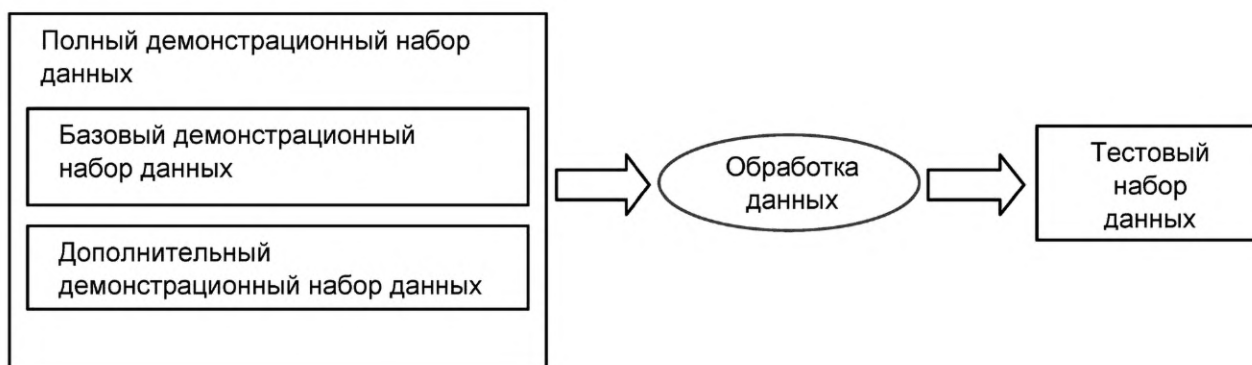 Полный демонстрационный набор
данных
Базовый демонстрационный
набор данных
Дополнительный
демонстрационный набор данных
Обработка
данных
Тестовый
набор
данных